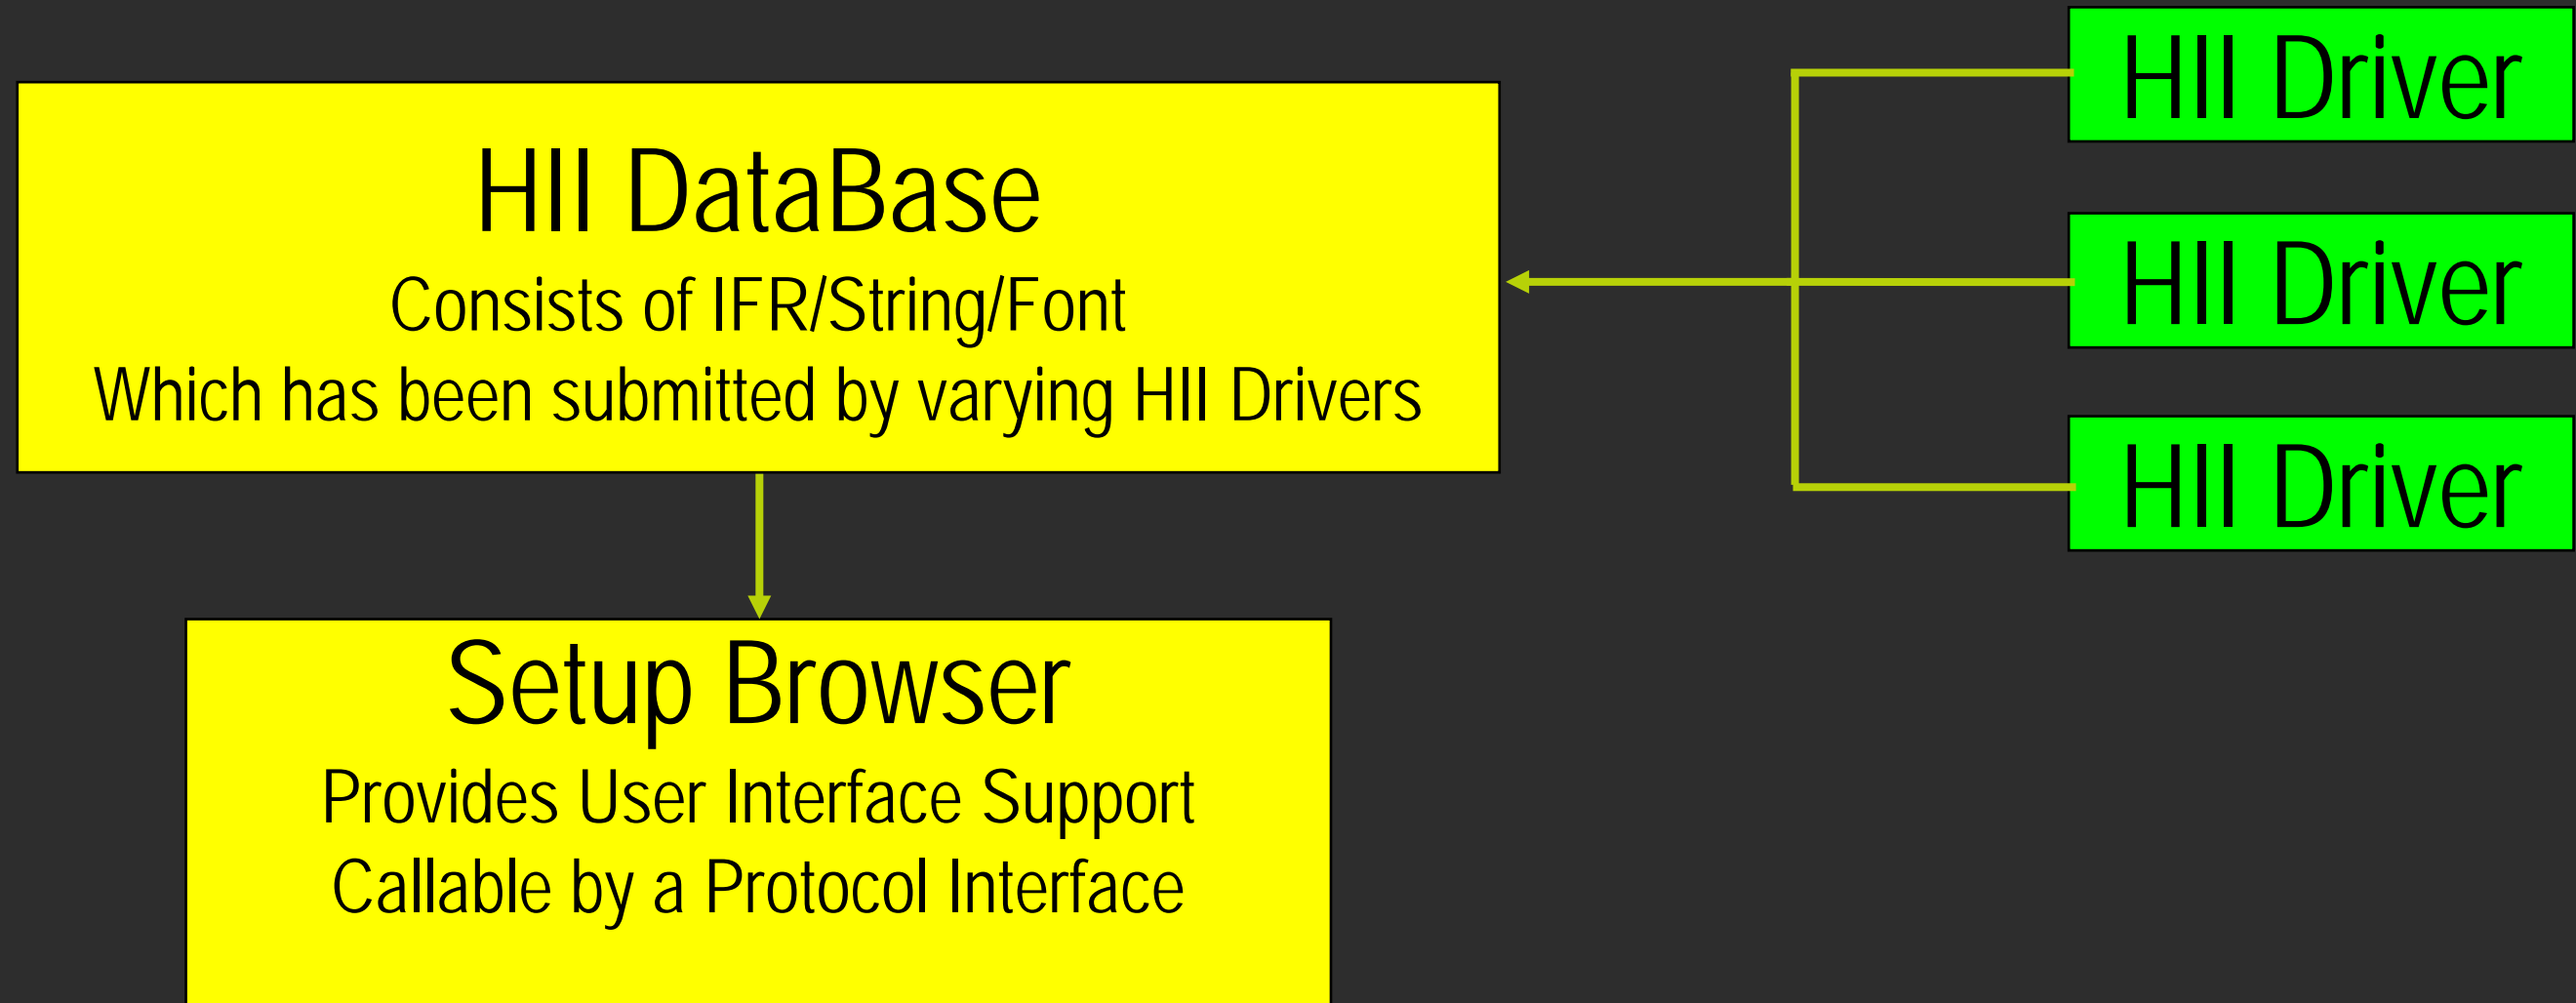 HII DataBase
Consists of IFR/String/Font
Which has been submitted by varying HII Drivers
HII Driver
HII Driver
HII Driver
Setup Browser
Provides User Interface Support
Callable by a Protocol Interface